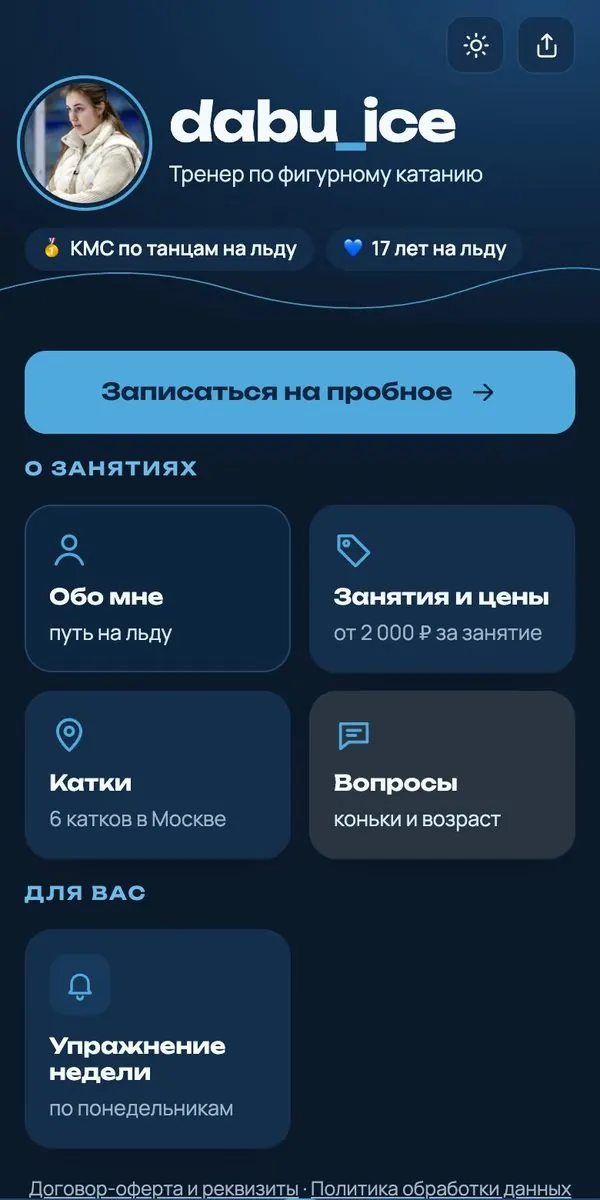 dabu_ice
Тренер по фигурному катанию
🥇 КМС по танцам на льду
💙 17 лет на льду
Записаться на пробное →
О ЗАНЯТИЯХ
Обо мне
путь на льду
Занятия и цены
от 2 000 ₽ за занятие
Катки
6 катков в Москве
Вопросы
коньки и возраст
ДЛЯ ВАС
Упражнение
недели
по понедельникам
Договор-оферта и реквизиты · Политика обработки данных